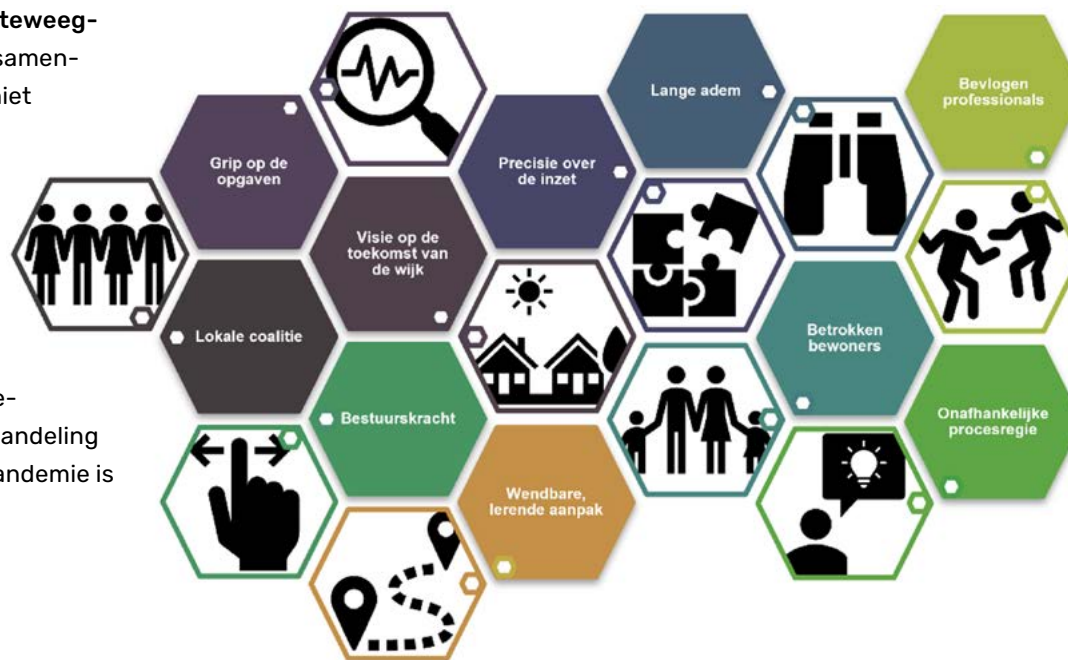 teweeg-
samen-
niet
e-
andeling
andemie is
Grip op de
opgaven
Lokale coalitie
Visie op de
toekomst van
de wijk
Bestuurskracht
Precisie over
de inzet
Wendbare,
lerende aanpak
Lange adem
Betrokken
bewoners
Bevlogen
professionals
Onafhankelijke
procesregie